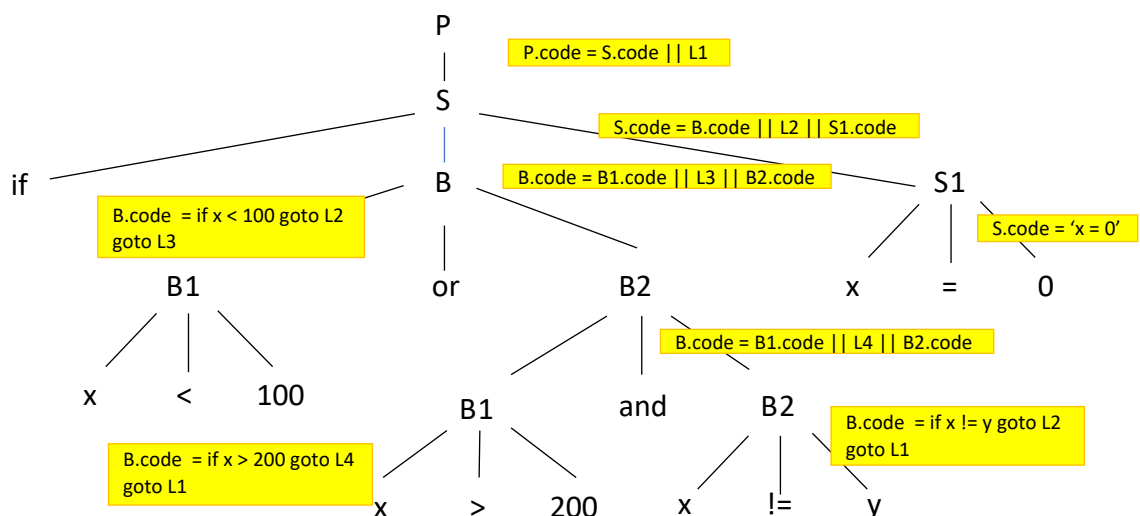 P
P.code = S.code || L1
S
S.code = B.code || L2 || S1.code
if
B
B.code = B1.code || L3 || B2.code
S1
B.code  = if x < 100 goto L2
goto L3
S.code = ‘x = 0’
B1
or
B2
x
=
0
B.code = B1.code || L4 || B2.code
x
<
100
B1
and
B2
B.code  = if x != y goto L2
goto L1
B.code  = if x > 200 goto L4
goto L1
x
>
200
x
!=
y